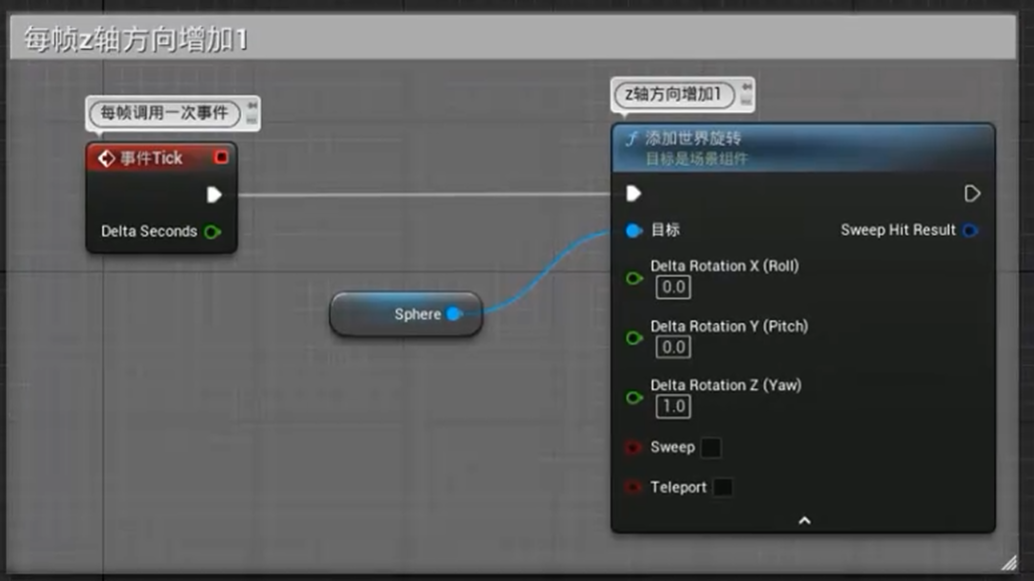 每帧z轴方向增加1
每帧调用一次事件
z轴方向增加1
事件Tick
f 添加世界旋转
目标是场景组件
Delta Seconds
目标
Sweep Hit Result
Delta Rotation X (Roll)
0.0
Sphere
Delta Rotation Y (Pitch)
0.0
Delta Rotation Z (Yaw)
1.0
Sweep
Teleport